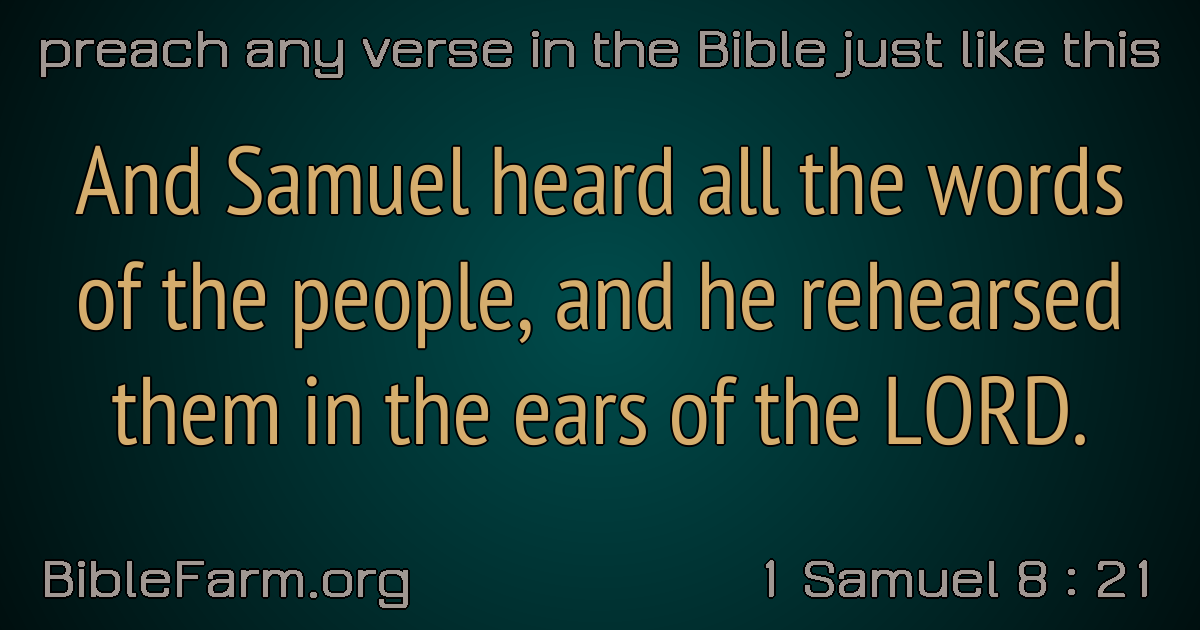 preach any verse in the Bible just like this
And Samuel heard all the words
of the people, and he rehearsed
them in the ears of the LORD.
BibleFarm.org
1 Samuel 8 : 21